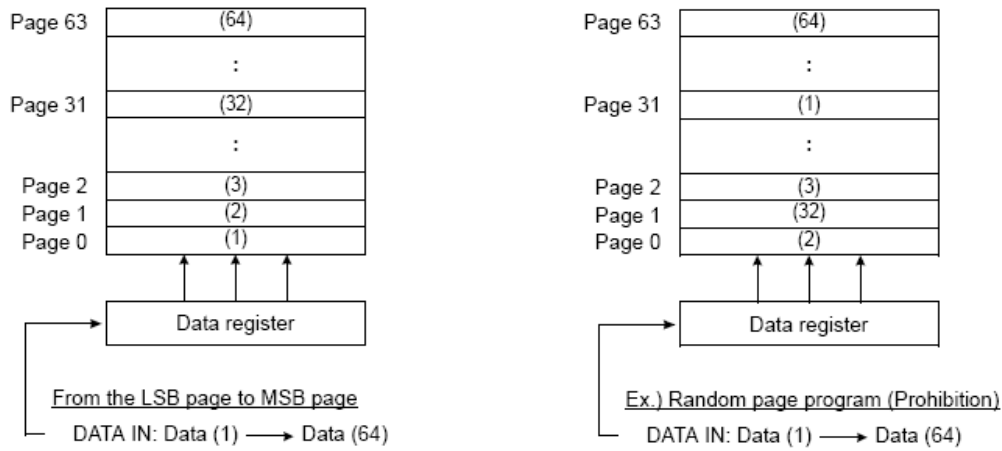 Page 63 (64)
:
Page 31 (32)
:
Page 2 (3)
Page 1 (2)
Page 0 (1)
Data register
From the LSB page to MSB page
DATA IN: Data (1) Data (64)
Page 63 (64)
:
Page 31 (1)
:
Page 2 (3)
Page 1 (32)
Page 0 (2)
Data register
Ex.) Random page program (Prohibition)
DATA IN: Data (1) Data (64)